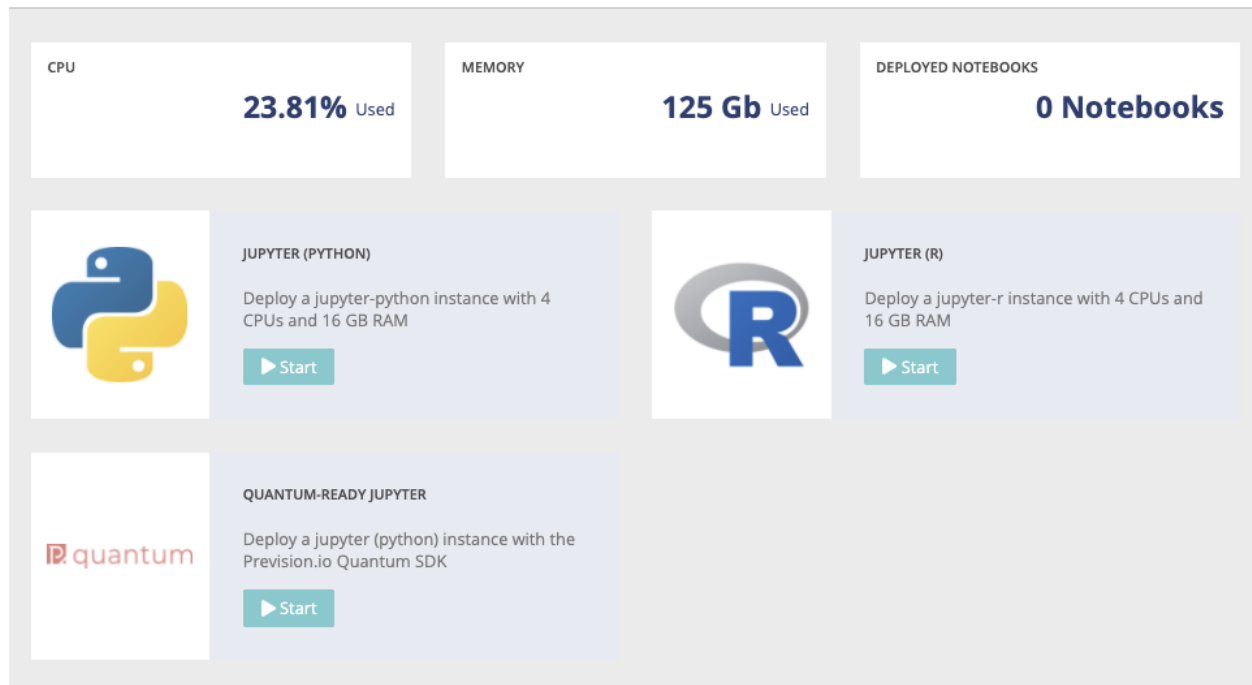 CPU
23.81% Used
MEMORY
125 Gb Used
DEPLOYED NOTEBOOKS
0 Notebooks
JUPYTER (PYTHON)
Deploy a jupyter-python instance with 4
CPUs and 16 GB RAM
Start
R
JUPYTER (R)
Deploy a jupyter-r instance with 4 CPUs and
16 GB RAM
Start
P. quantum
QUANTUM-READY JUPYTER
Deploy a jupyter (python) instance with the
Prevision.io Quantum SDK
Start